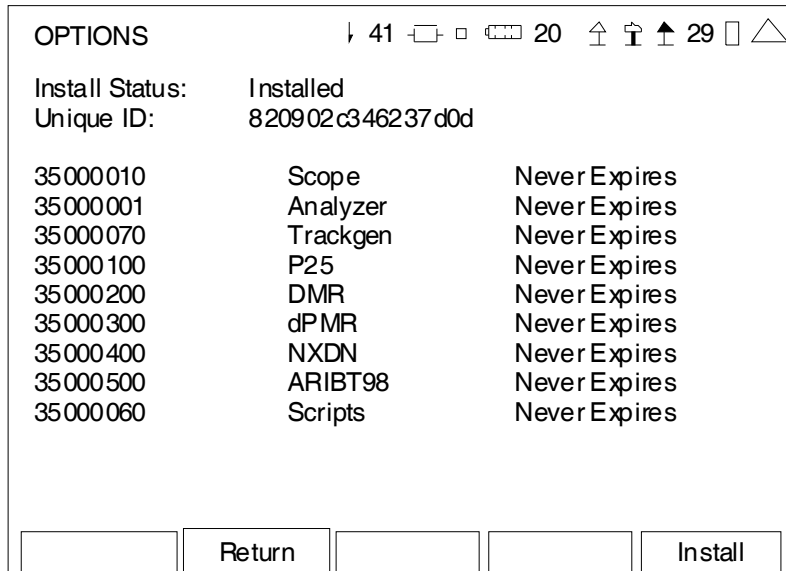 OPTIONS 41 20 29
Install Status: Installed
Unique ID: 820902c346237d0d
35000010 Scope Never Expires
35000001 Analyzer Never Expires
35000070 Trackgen Never Expires
35000100 P25 Never Expires
35000200 DMR Never Expires
35000300 dPMR Never Expires
35000400 NXDN Never Expires
35000500 ARIBT98 Never Expires
35000060 Scripts Never Expires
Return Install